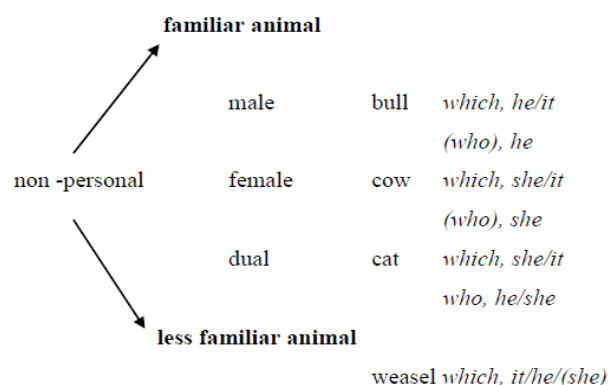 familiar animal
male bull which, he/it
(who), he
non -personal female cow which, she/it
(who), she
dual cat which, she/it
who, he/she
less familiar animal
weasel which, it/he/(she)